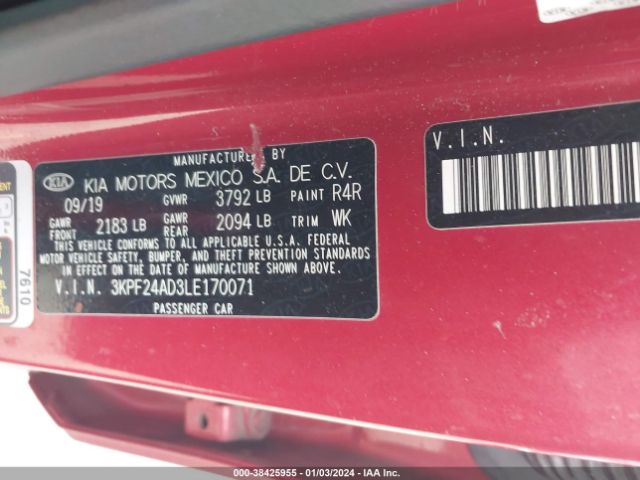 MANUFACTURED BY
KIA KIA MOTORS MEXICO S.A. DE C.V.
09/19 GVWR 3792 LB PAINT R4R
GAWR FRONT 2183 LB GAWR REAR 2094 LB TRIM WK
THIS VEHICLE CONFORMS TO ALL APPLICABLE U.S.A. FEDERAL
MOTOR VEHICLE SAFETY, BUMPER, AND THEFT PREVENTION STANDARDS
IN EFFECT ON THE DATE OF MANUFACTURE SHOWN ABOVE.
V.I.N. 3KPF24AD3LE170071
PASSENGER CAR
V.I.N.
7610
000-38425955 - 01/03/2024 - IAA Inc.